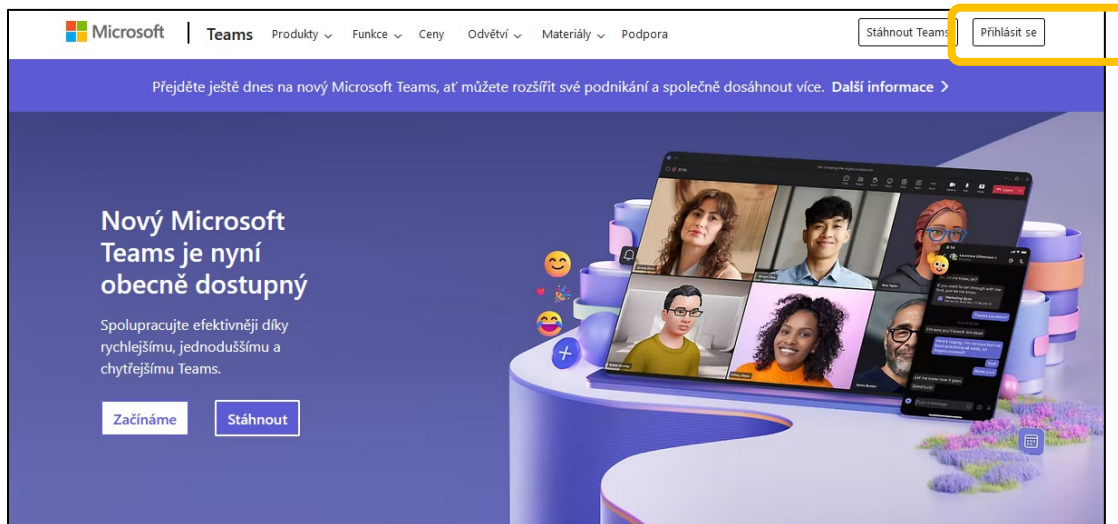 Microsoft Teams Produkty Funkce Ceny Odvětví Materiály Podpora Stáhnout Teams Přihlásit se
Přejděte ještě dnes na nový Microsoft Teams, ať můžete rozšířit své podnikání a společně dosáhnout více. Další informace >
Nový Microsoft
Teams je nyní
obecně dostupný
Spolupracujte efektivněji díky
rychlejšímu, jednoduššímu a
chytřejšímu Teams.
Začínáme Stáhnout